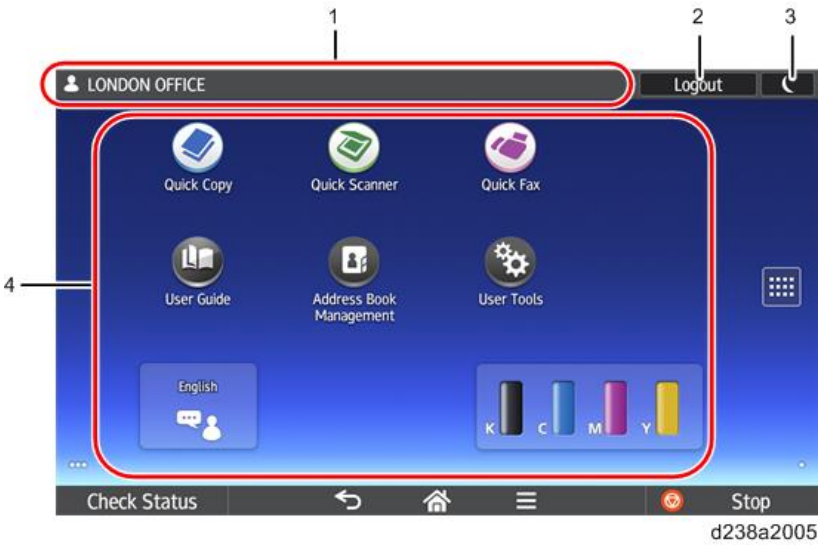 1
2
3
LONDON OFFICE
Logout
Quick Copy
Quick Scanner
Quick Fax
4
User Guide
Address Book
Management
User Tools
English
K
C
M
Y
Check Status
Stop
d238a2005